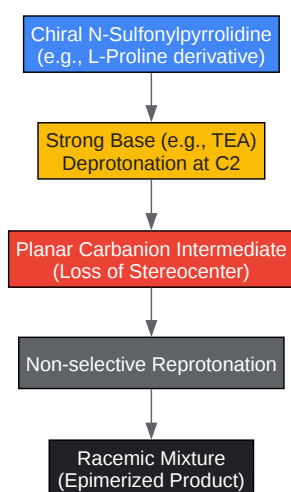 Chiral N-Sulfonylpyrrolidine
(e.g., L-Proline derivative)
Strong Base (e.g., TEA)
Deprotonation at C2
Planar Carbanion Intermediate
(Loss of Stereocenter)
Non-selective Reprotonation
Racemic Mixture
(Epimerized Product)